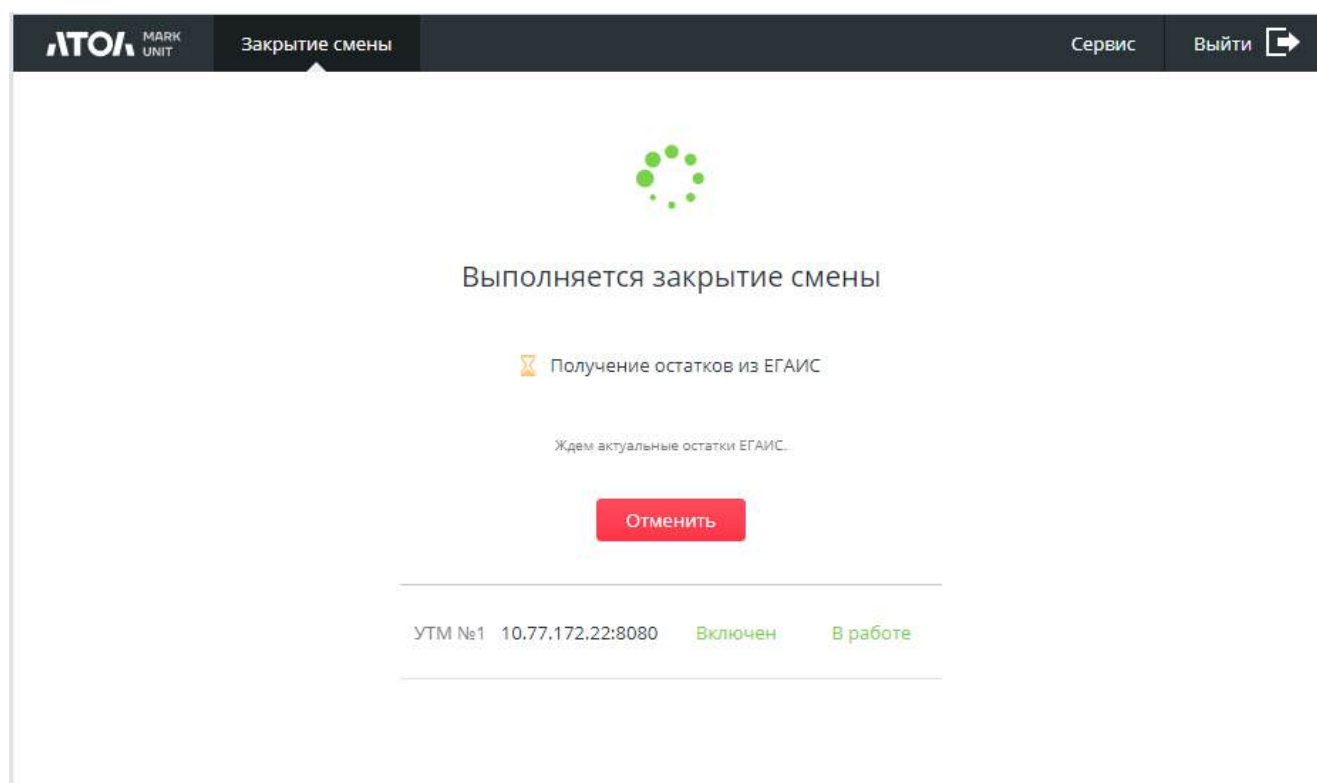 АТОЛ MARK UNIT Закрытие смены Сервис Выйти
Выполняется закрытие смены
Получение остатков из ЕГАИС
Ждем актуальные остатки ЕГАИС.
Отменить
УТМ №1 10.77.172.22:8080 Включен В работе